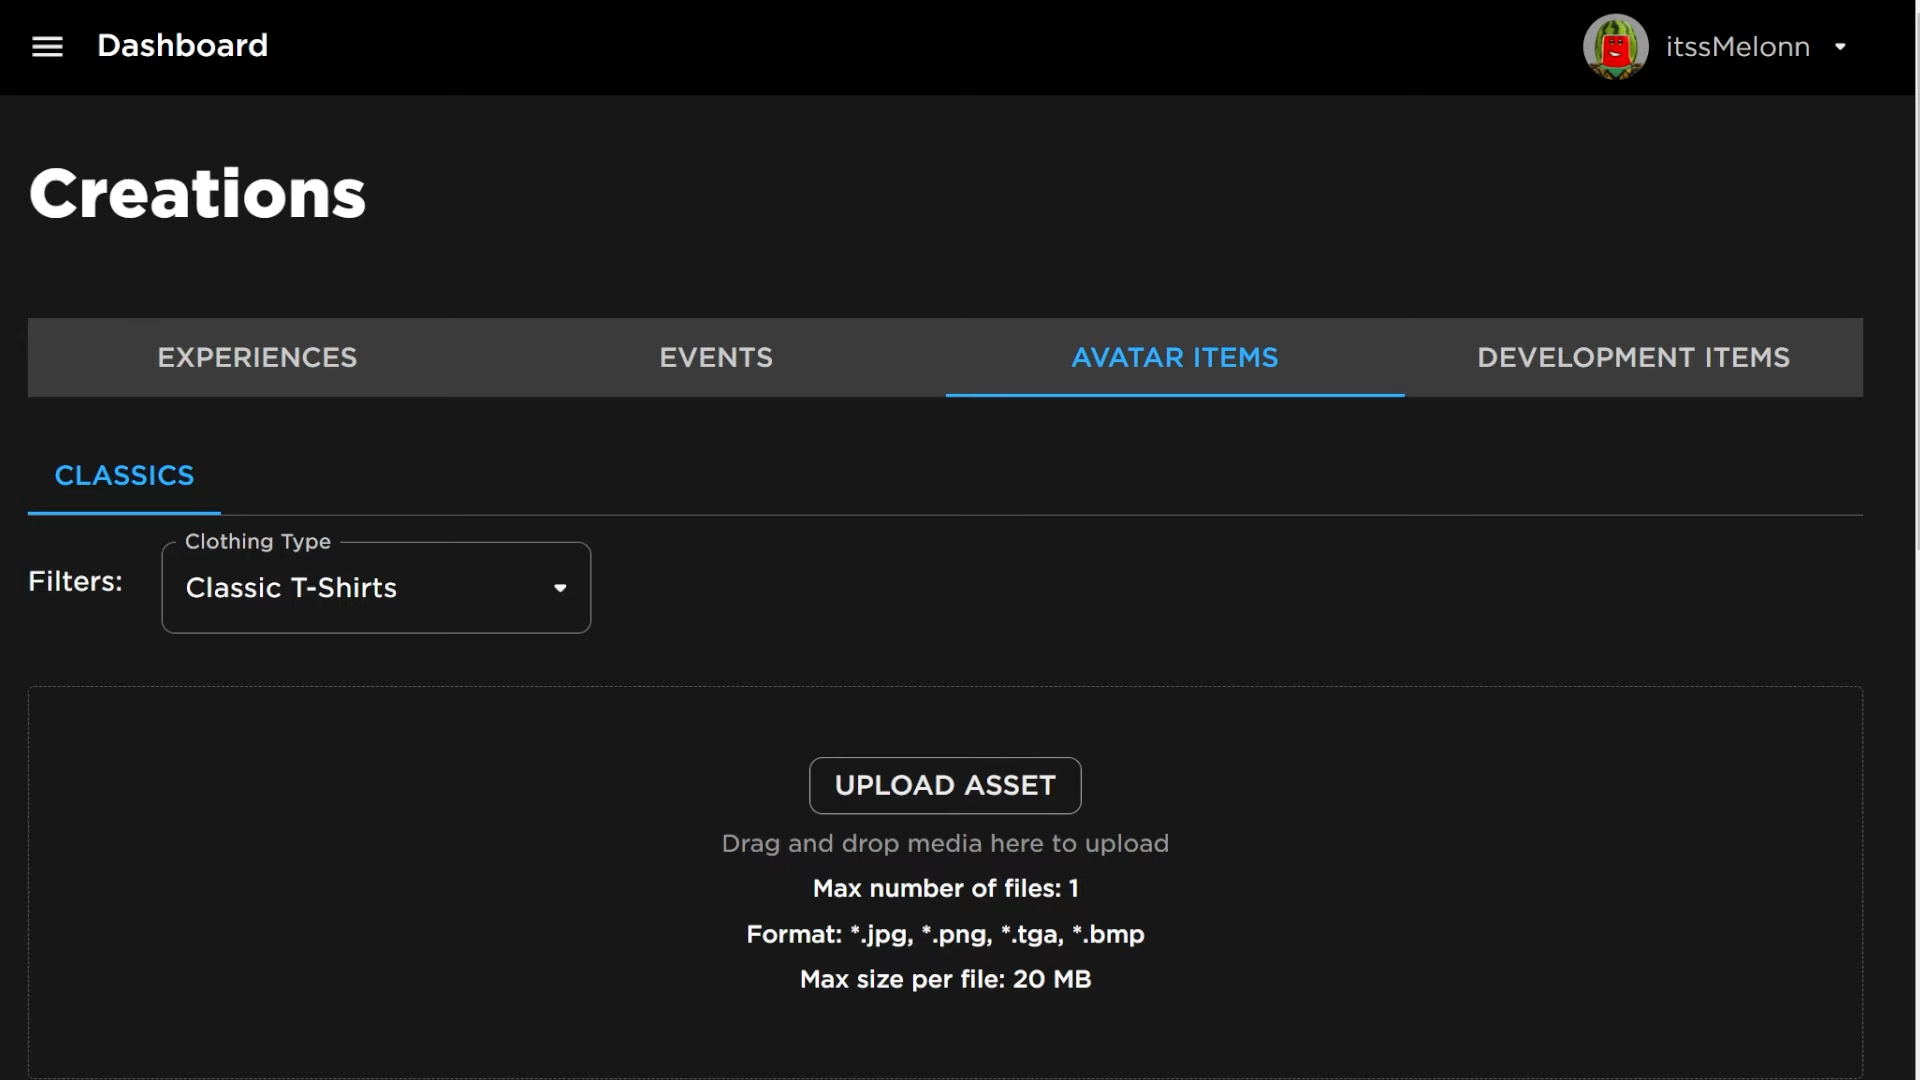 Dashboard
itssMelonn
Creations
EXPERIENCES
EVENTS
AVATAR ITEMS
DEVELOPMENT ITEMS
CLASSICS
Clothing Type
Filters:
Classic T-Shirts
UPLOAD ASSET
Drag and drop media here to upload
Max number of files: 1
Format: *.jpg, *.png, *.tga, *.bmp
Max size per file: 20 MB